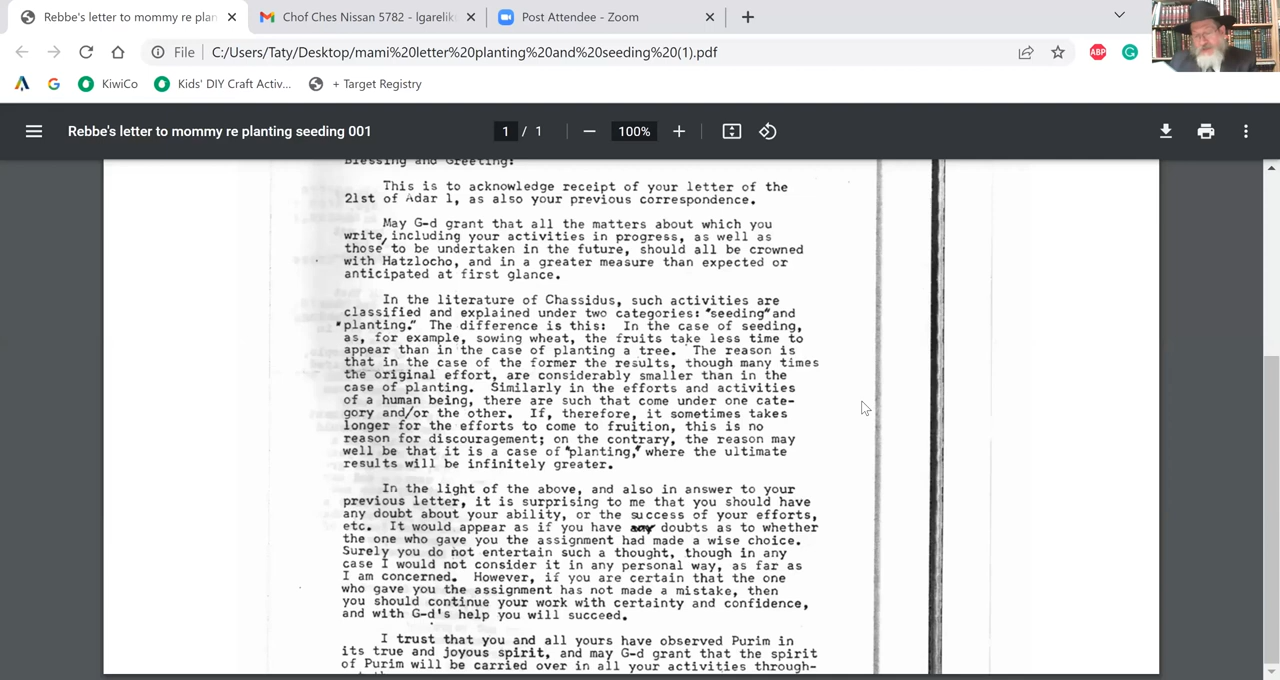 Rebbe's letter to mommy re plan
Chof Ches Nissan 5782 - lgarelik
Post Attendee - Zoom
File
C:/Users/Taty/Desktop/mami%20letter%20planting%20and%20seeding%20(1).pdf
ABP
G
KiwiCo
Kids' DIY Craft Activ...
+ Target Registry
Rebbe's letter to mommy re planting seeding 001
1 / 1
100%
Blessing and Greeting:
This is to acknowledge receipt of your letter of the
21st of Adar 1, as also your previous correspondence.
May G-d grant that all the matters about which you
write, including your activities in progress, as well as
those to be undertaken in the future, should all be crowned
with Hatzlocho, and in a greater measure than expected or
anticipated at first glance.
In the literature of Chassidus, such activities are
classified and explained under two categories: "seeding" and
"planting." The difference is this: In the case of seeding,
as, for example, sowing wheat, the fruits take less time to
appear than in the case of planting a tree. The reason is
that in the case of the former the results, though many times
the original effort, are considerably smaller than in the
case of planting. Similarly in the efforts and activities
of a human being, there are such that come under one cate-
gory and/or the other. If, therefore, it sometimes takes
longer for the efforts to come to fruition, this is no
reason for discouragement; on the contrary, the reason may
well be that it is a case of "planting," where the ultimate
results will be infinitely greater.
In the light of the above, and also in answer to your
previous letter, it is surprising to me that you should have
any doubt about your ability, or the success of your efforts,
etc. It would appear as if you have doubts as to whether
the one who gave you the assignment had made a wise choice.
Surely you do not entertain such a thought, though in any
case I would not consider it in any personal way, as far as
I am concerned. However, if you are certain that the one
who gave you the assignment has not made a mistake, then
you should continue your work with certainty and confidence,
and with G-d's help you will succeed.
I trust that you and all yours have observed Purim in
its true and joyous spirit, and may G-d grant that the spirit
of Purim will be carried over in all your activities through-